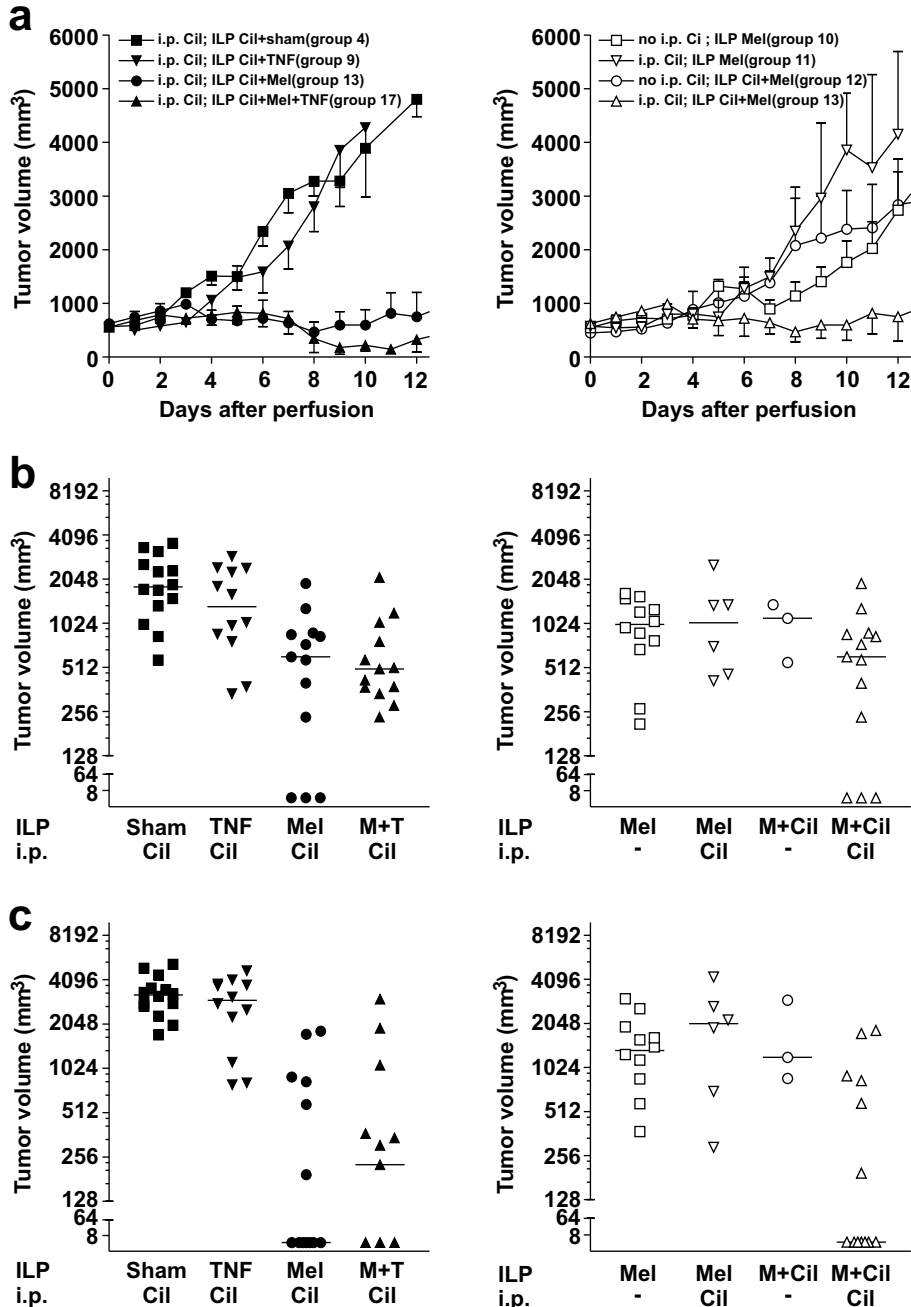 a
6000
5000
4000
3000
2000
1000
0
Tumor volume (mm³)
i.p. Cil; ILP Cil+sham(group 4)
i.p. Cil; ILP Cil+TNF(group 9)
i.p. Cil; ILP Cil+Mel(group 13)
i.p. Cil; ILP Cil+Mel+TNF(group 17)
0 2 4 6 8 10 12
Days after perfusion
6000
5000
4000
3000
2000
1000
0
Tumor volume (mm³)
no i.p. Ci ; ILP Mel(group 10)
i.p. Cil; ILP Mel(group 11)
no i.p. Cil; ILP Cil+Mel(group 12)
i.p. Cil; ILP Cil+Mel(group 13)
0 2 4 6 8 10 12
Days after perfusion
b
8192
4096
2048
1024
512
256
128
64
8
Tumor volume (mm³)
ILP Sham TNF Mel M+T
i.p. Cil Cil Cil Cil
8192
4096
2048
1024
512
256
128
64
8
Tumor volume (mm³)
ILP Mel Mel M+Cil M+Cil
i.p. - Cil - Cil
c
8192
4096
2048
1024
512
256
128
64
8
Tumor volume (mm³)
ILP Sham TNF Mel M+T
i.p. Cil Cil Cil Cil
8192
4096
2048
1024
512
256
128
64
8
Tumor volume (mm³)
ILP Mel Mel M+Cil M+Cil
i.p. - Cil - Cil